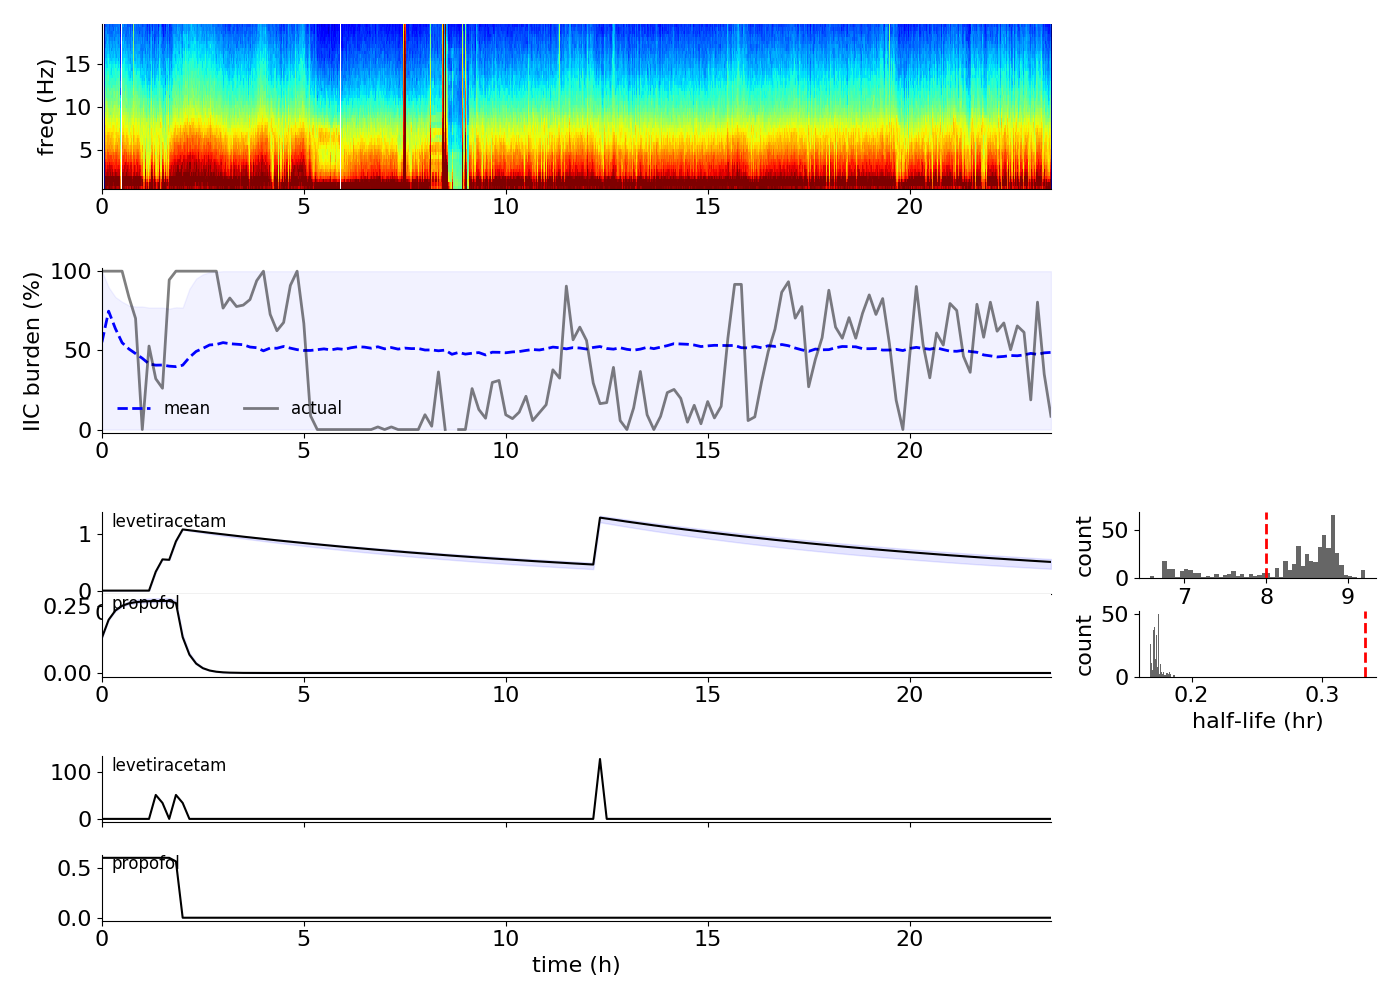 freq (Hz)
15
10
5
0 5 10 15 20
IIC burden (%)
100
50
0
mean actual
0 5 10 15 20
levetiracetam
1
0
count
50
0
7 8 9
propofol
0.25
0.00
0
0 5 10 15 20
count
50
0
0.2 0.3
half-life (hr)
levetiracetam
100
0
propofol
0.5
0.0
0 5 10 15 20
time (h)